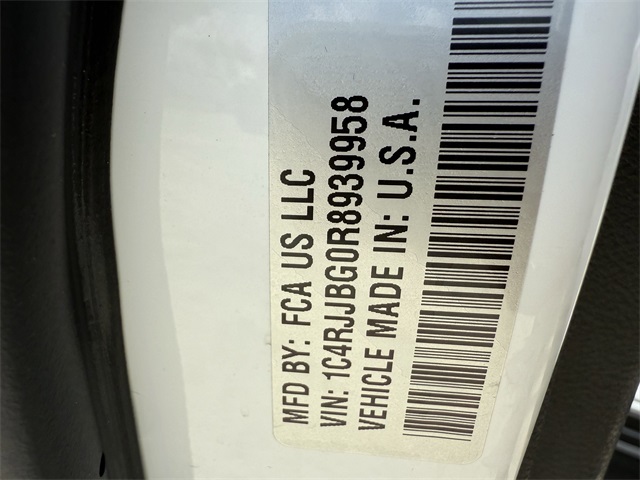 MFD BY: FCA US LLC
VIN: 1C4RJJBG0R8939958
VEHICLE MADE IN: U.S.A.